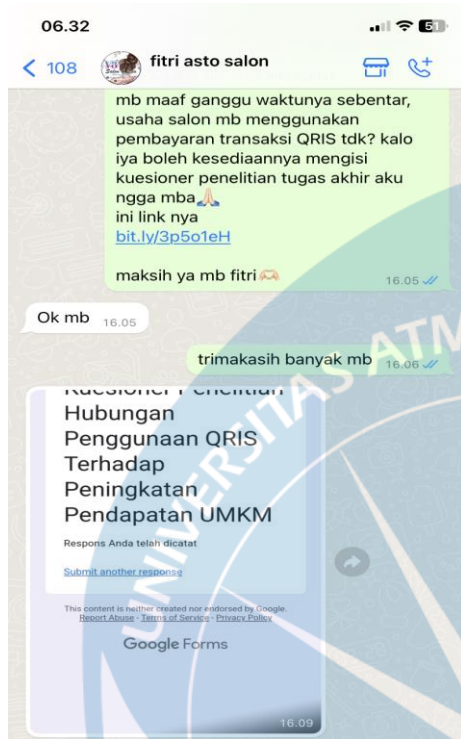 06.32
51
108
fitri asto salon
mb maaf ganggu waktunya sebentar,
usaha salon mb menggunakan
pembayaran transaksi QRIS tdk? kalo
iya boleh kesediaannya mengisi
kuesioner penelitian tugas akhir aku
ngga mba🙏🏻
ini link nya
bit.ly/3p5o1eH
maksih ya mb fitri🫶🏻
16.05
Ok mb
16.05
trimakasih banyak mb
16.06
Kuesioner Penelitian
Hubungan
Penggunaan QRIS
Terhadap
Peningkatan
Pendapatan UMKM
Respons Anda telah dicatat
Submit another response
This content is neither created nor endorsed by Google.
Report Abuse - Terms of Service - Privacy Policy
Google Forms
16.09